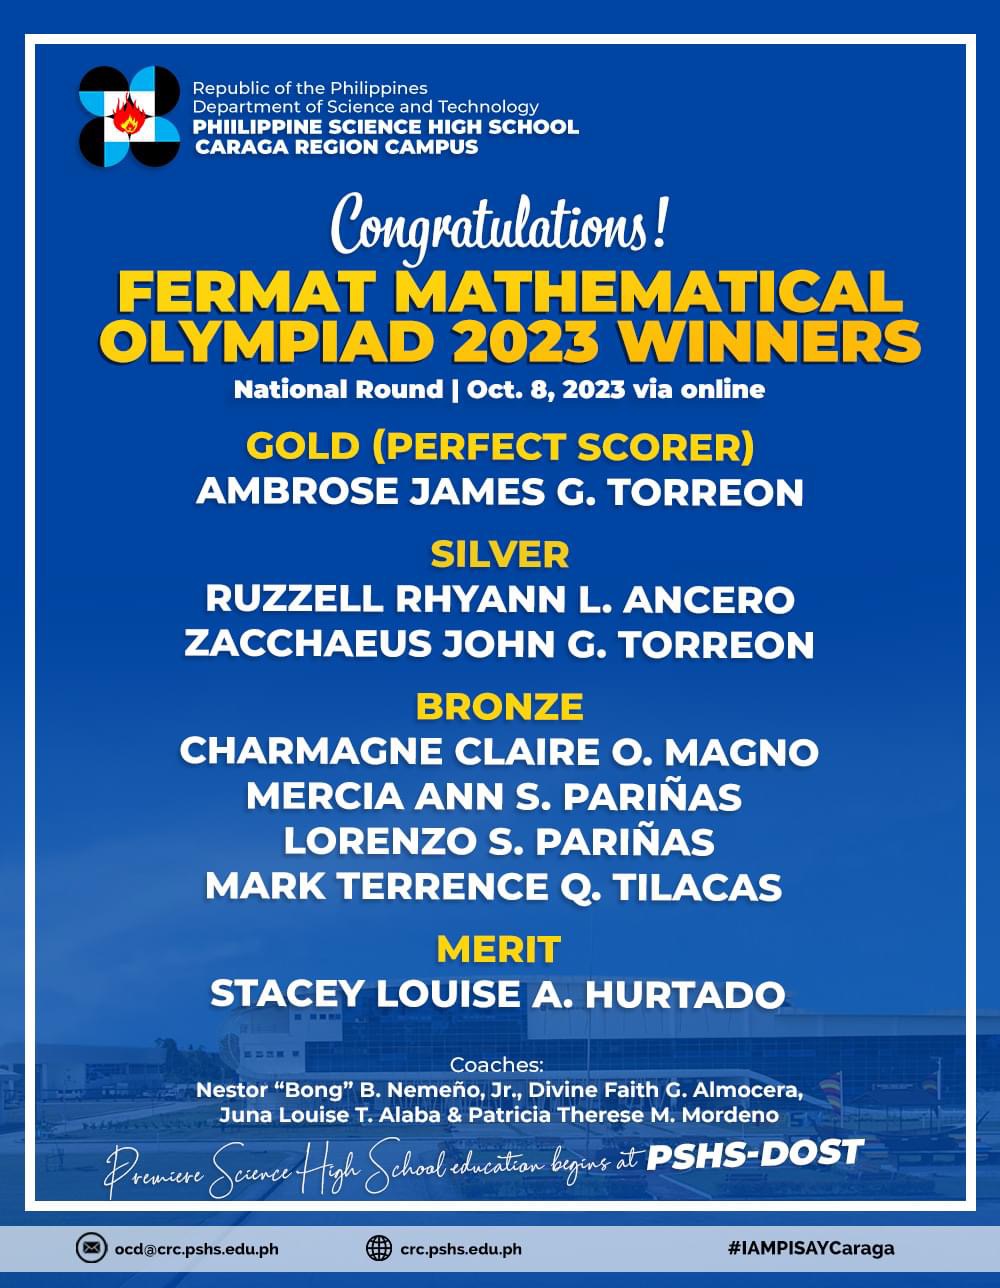 Republic of the Philippines
Department of Science and Technology
PHIILIPPINE SCIENCE HIGH SCHOOL
CARAGA REGION CAMPUS
Congratulations!
FERMAT MATHEMATICAL
OLYMPIAD 2023 WINNERS
National Round | Oct. 8, 2023 via online
GOLD (PERFECT SCORER)
AMBROSE JAMES G. TORREON
SILVER
RUZZELL RHYANN L. ANCERO
ZACCHAEUS JOHN G. TORREON
BRONZE
CHARMAGNE CLAIRE O. MAGNO
MERCIA ANN S. PARIÑAS
LORENZO S. PARIÑAS
MARK TERRENCE Q. TILACAS
MERIT
STACEY LOUISE A. HURTADO
Coaches:
Nestor “Bong” B. Nemeño, Jr., Divine Faith G. Almocera,
Juna Louise T. Alaba & Patricia Therese M. Mordeno
Premiere Science High School education begins at PSHS-DOST
ocd@crc.pshs.edu.ph
crc.pshs.edu.ph
#IAMPISAYCaraga